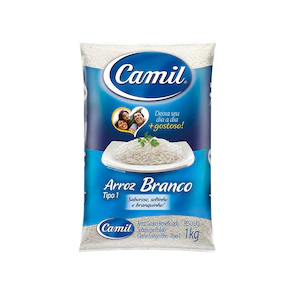 Camil®
Deixa seu
dia a dia
+gostoso!
Arroz Branco
Tipo 1
Saboroso, soltinho
e branquinho
Camil®
1kg